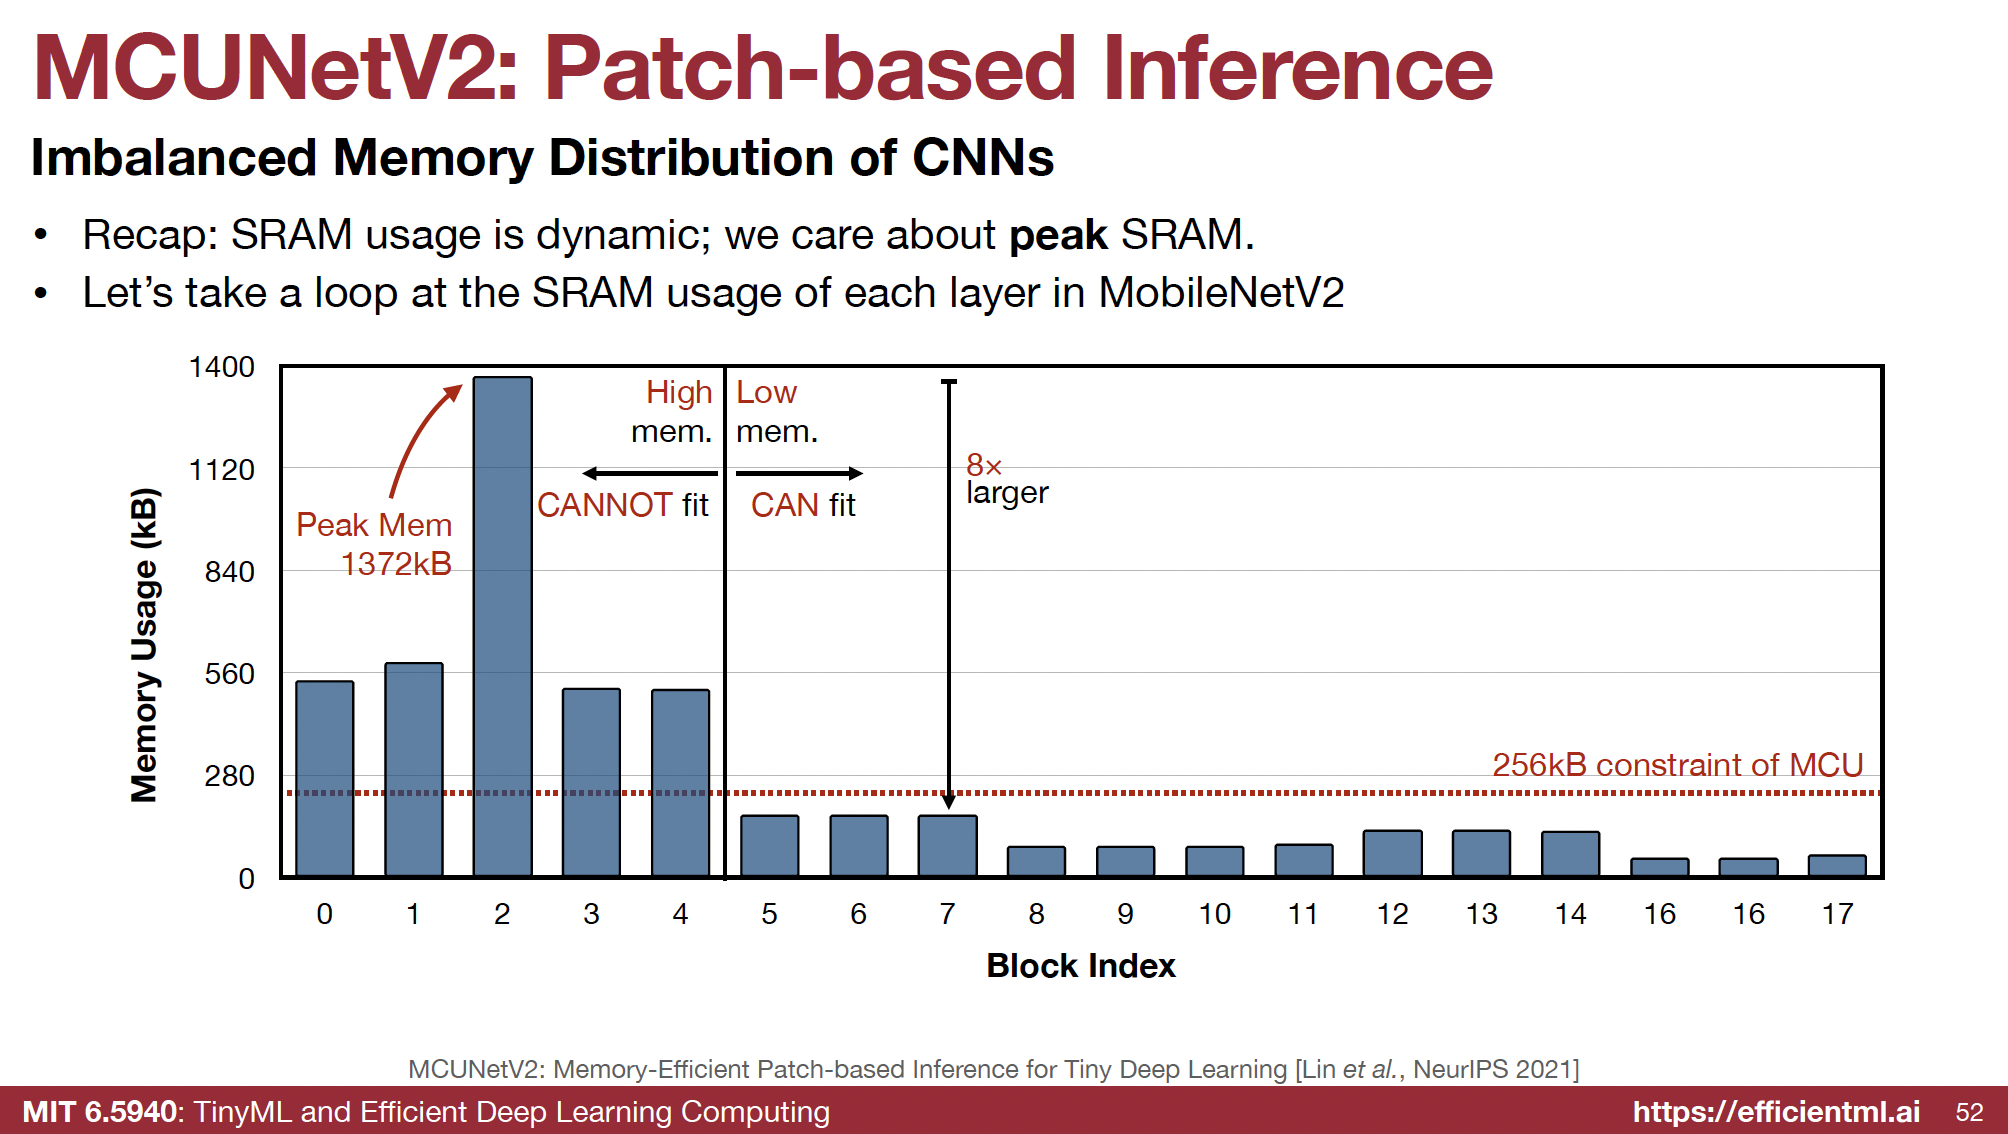 MCUNetV2: Patch-based Inference
Imbalanced Memory Distribution of CNNs
• Recap: SRAM usage is dynamic; we care about peak SRAM.
• Let's take a loop at the SRAM usage of each layer in MobileNetV2
Memory Usage (kB)
1400
1120
840
560
280
0
Peak Mem
1372kB
High
mem.
CANNOT fit
Low
mem.
CAN fit
8×
larger
256kB constraint of MCU
0 1 2 3 4 5 6 7 8 9 10 11 12 13 14 16 16 17
Block Index
MCUNetV2: Memory-Efficient Patch-based Inference for Tiny Deep Learning [Lin et al., NeurIPS 2021]
MIT 6.5940: TinyML and Efficient Deep Learning Computing
https://efficientml.ai 52